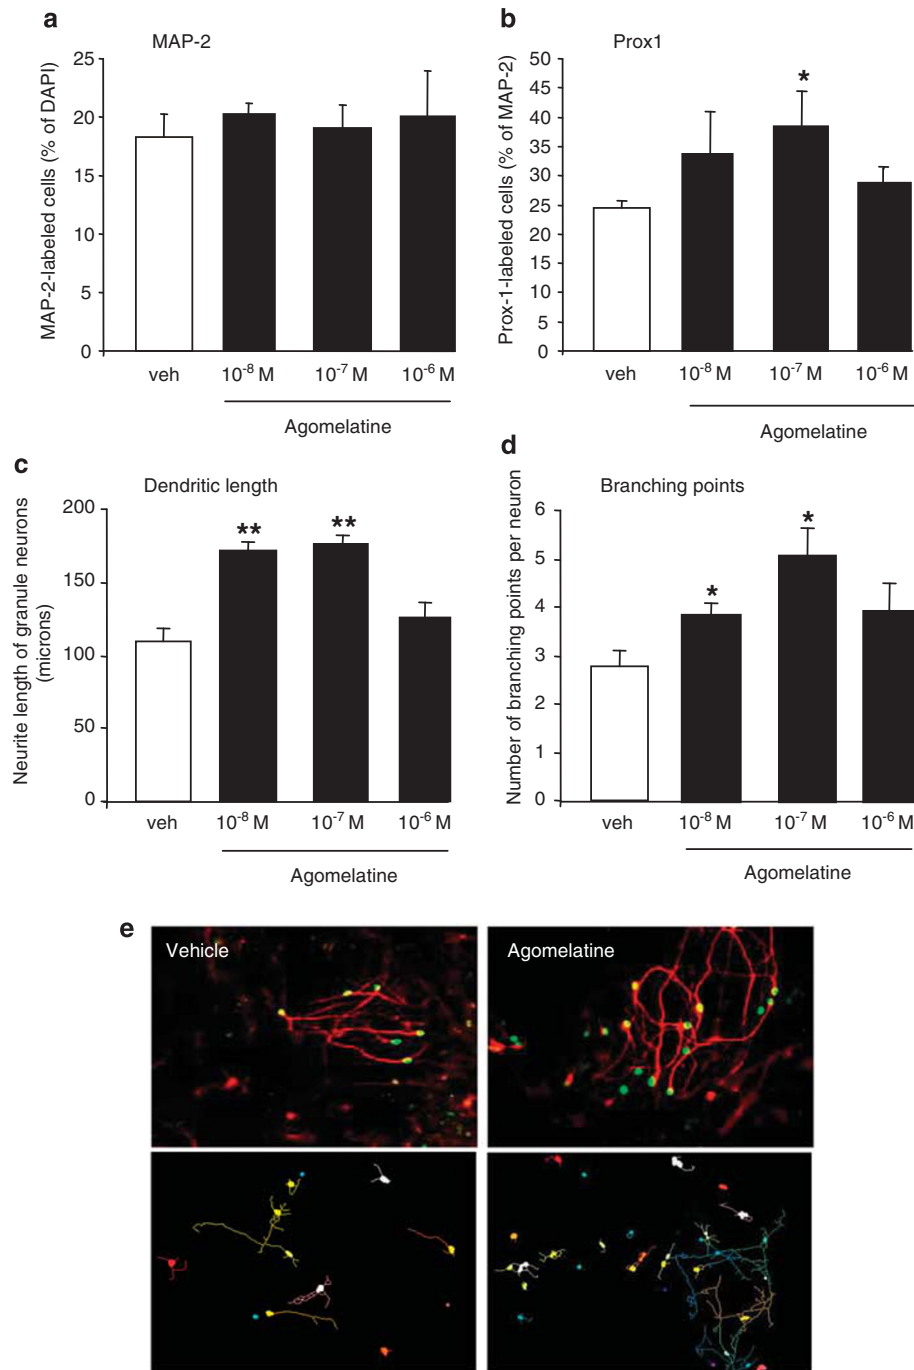 a
MAP-2
MAP-2-labeled cells (% of DAPI)
25
20
15
10
5
0
veh
10⁻⁸ M
10⁻⁷ M
10⁻⁶ M
Agomelatine
b
Prox1
Prox-1-labeled cells (% of MAP-2)
50
45
40
35
30
25
20
15
10
5
0
*
veh
10⁻⁸ M
10⁻⁷ M
10⁻⁶ M
Agomelatine
c
Dendritic length
Neurite length of granule neurons
(microns)
200
150
100
50
0
**
**
veh
10⁻⁸ M
10⁻⁷ M
10⁻⁶ M
Agomelatine
d
Branching points
Number of branching points per neuron
6
5
4
3
2
1
0
*
*
veh
10⁻⁸ M
10⁻⁷ M
10⁻⁶ M
Agomelatine
e
Vehicle
Agomelatine